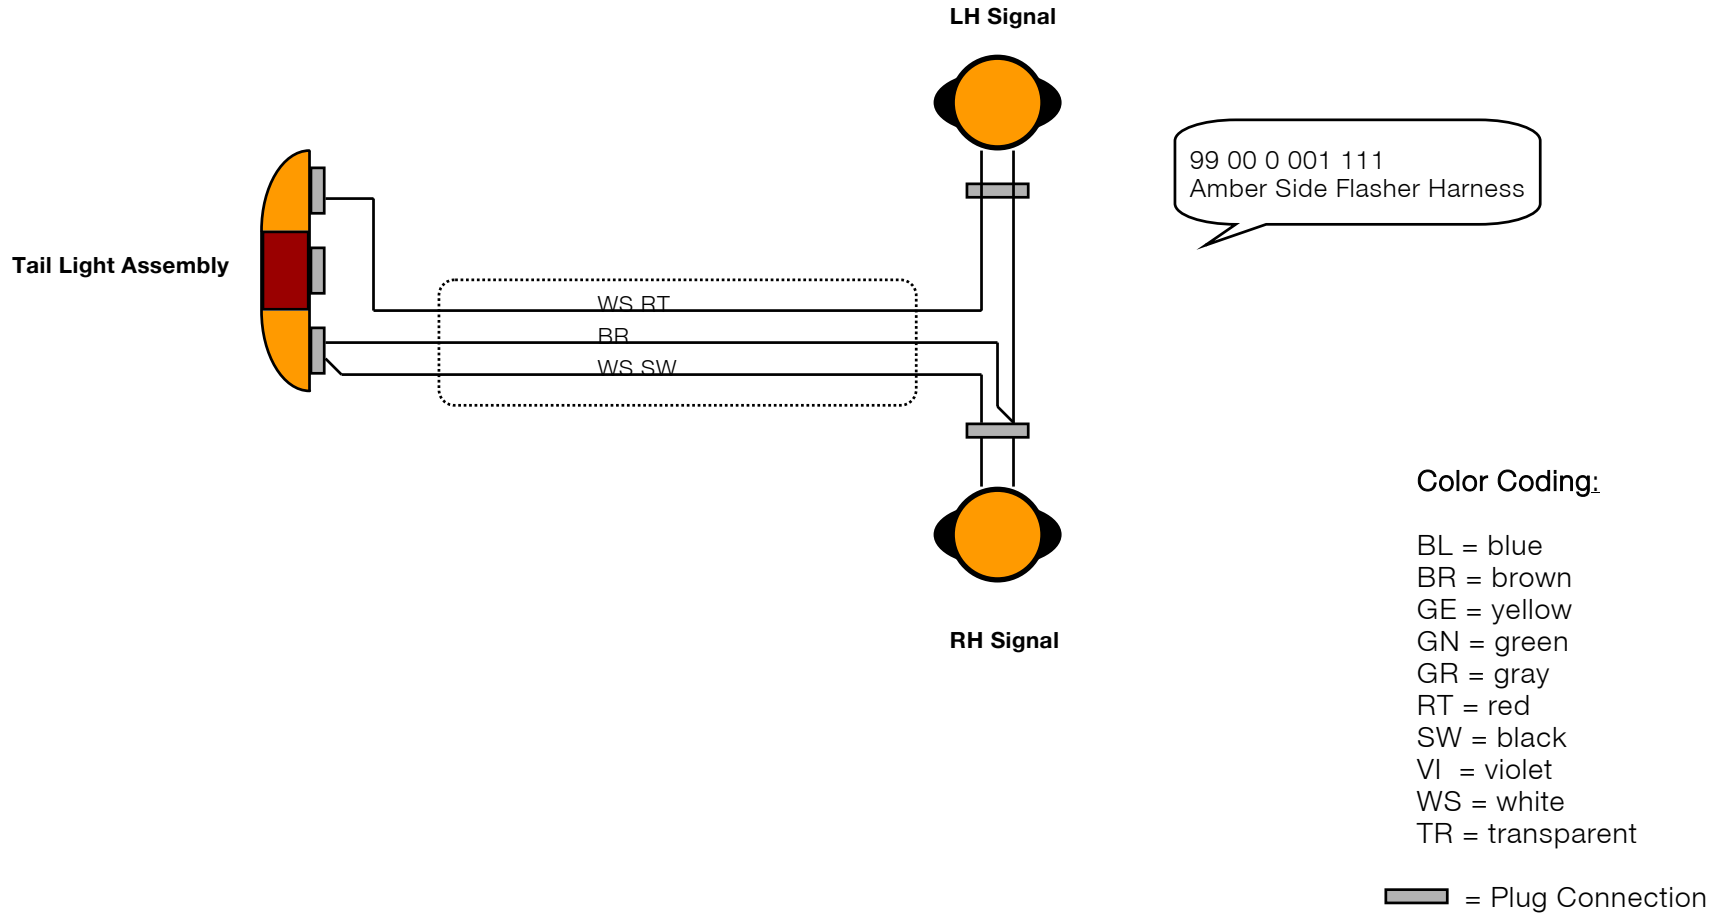 LH Signal
99 00 0 001 111
Amber Side Flasher Harness
Tail Light Assembly
WS RT
BR
WS SW
RH Signal
Color Coding:
BL = blue
BR = brown
GE = yellow
GN = green
GR = gray
RT = red
SW = black
VI = violet
WS = white
TR = transparent
= Plug Connection